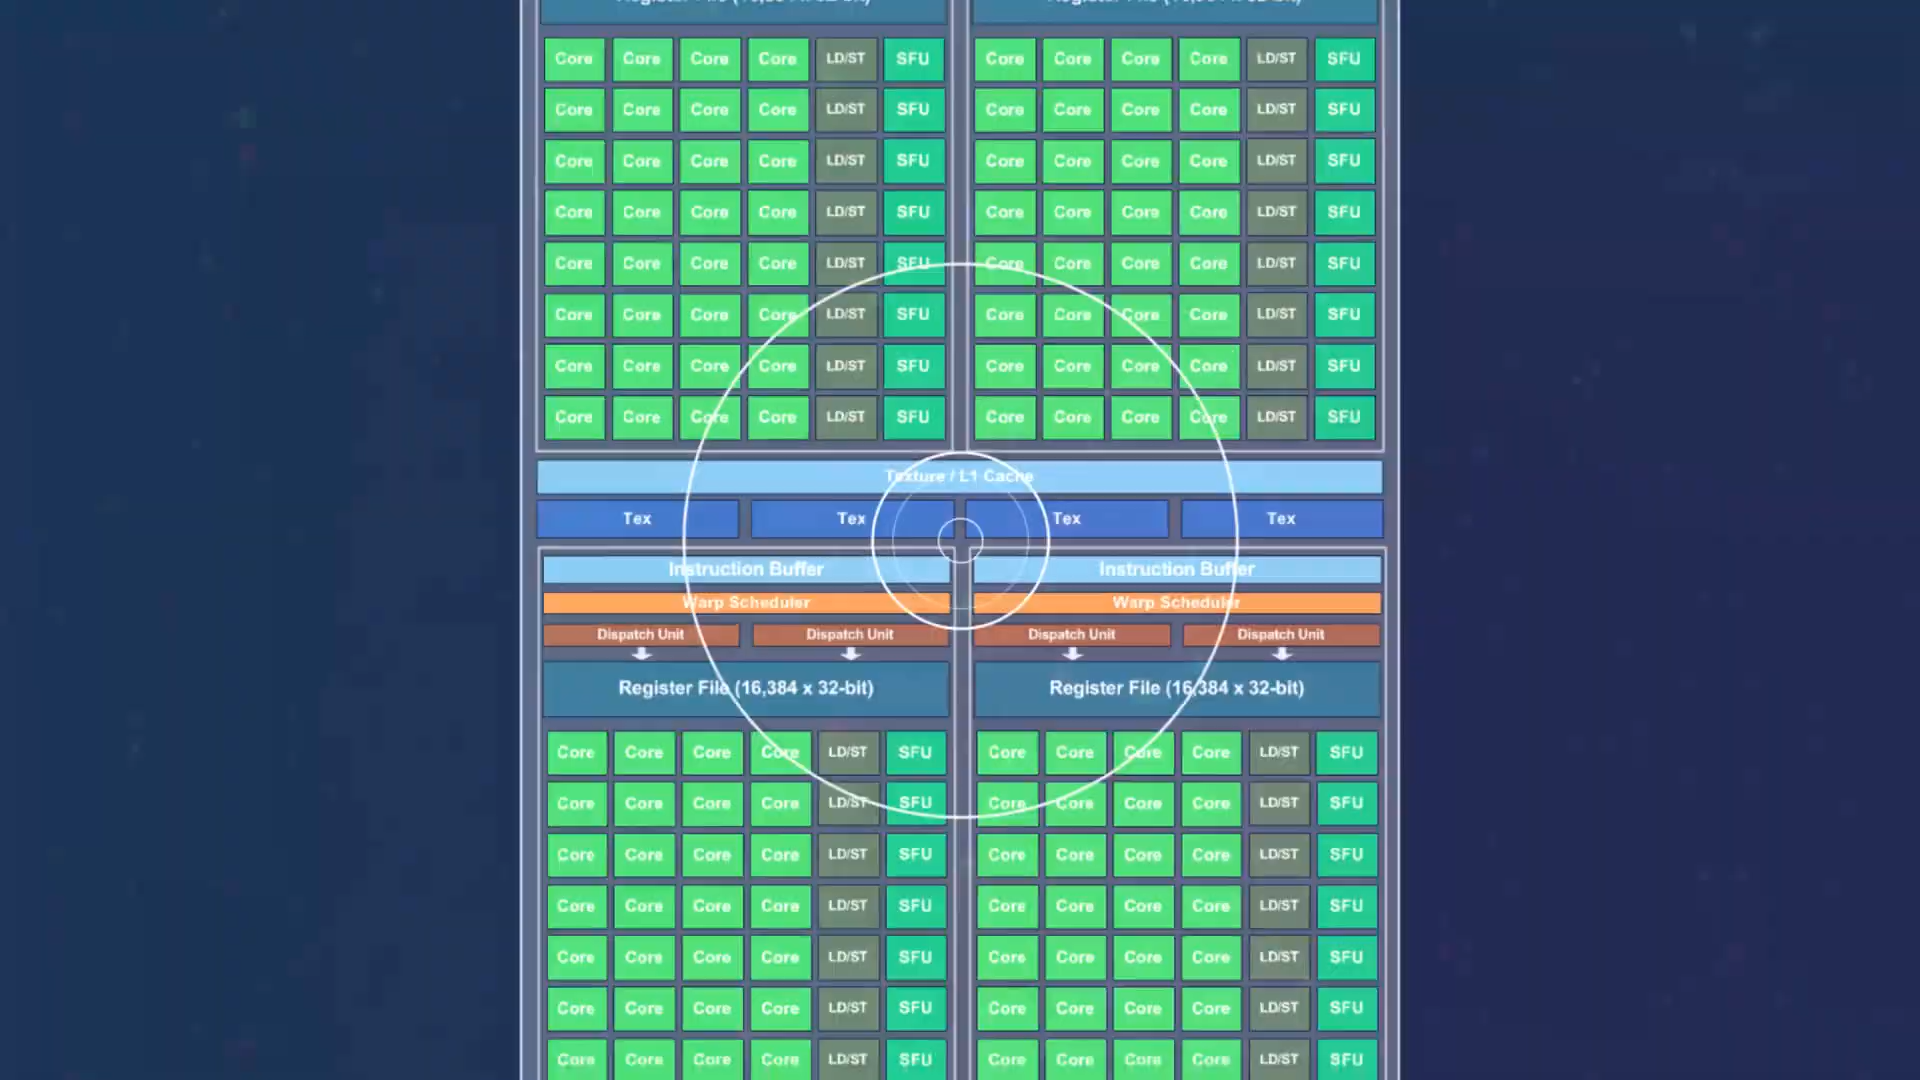 Register File (16,384 x 32-bit) Register File (16,384 x 32-bit)
Core Core Core Core LD/ST SFU Core Core Core Core LD/ST SFU
Core Core Core Core LD/ST SFU Core Core Core Core LD/ST SFU
Core Core Core Core LD/ST SFU Core Core Core Core LD/ST SFU
Core Core Core Core LD/ST SFU Core Core Core Core LD/ST SFU
Core Core Core Core LD/ST SFU Core Core Core Core LD/ST SFU
Core Core Core Core LD/ST SFU Core Core Core Core LD/ST SFU
Core Core Core Core LD/ST SFU Core Core Core Core LD/ST SFU
Core Core Core Core LD/ST SFU Core Core Core Core LD/ST SFU
Texture / L1 Cache
Tex Tex Tex Tex
Instruction Buffer Instruction Buffer
Warp Scheduler Warp Scheduler
Dispatch Unit Dispatch Unit Dispatch Unit Dispatch Unit
Register File (16,384 x 32-bit) Register File (16,384 x 32-bit)
Core Core Core Core LD/ST SFU Core Core Core Core LD/ST SFU
Core Core Core Core LD/ST SFU Core Core Core Core LD/ST SFU
Core Core Core Core LD/ST SFU Core Core Core Core LD/ST SFU
Core Core Core Core LD/ST SFU Core Core Core Core LD/ST SFU
Core Core Core Core LD/ST SFU Core Core Core Core LD/ST SFU
Core Core Core Core LD/ST SFU Core Core Core Core LD/ST SFU
Core Core Core Core LD/ST SFU Core Core Core Core LD/ST SFU